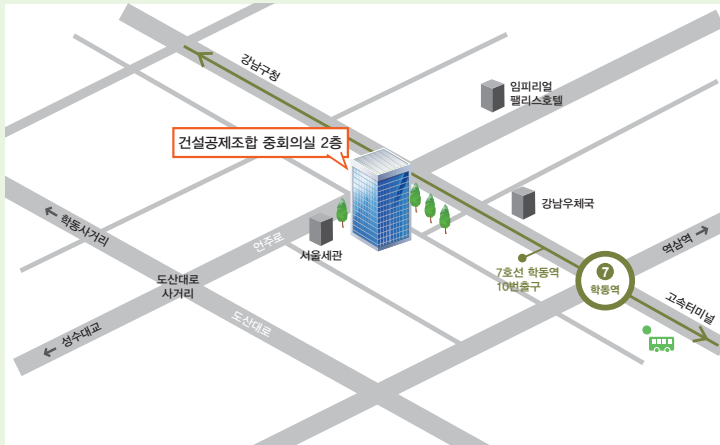 강남구청
임피리얼
팰리스호텔
건설공제조합 중회의실 2층
강남우체국
학동사거리
언주로
서울세관
역삼역
7
학동역
7호선 학동역
10번출구
도산대로
사거리
고속터미널
도산대로
성수대교